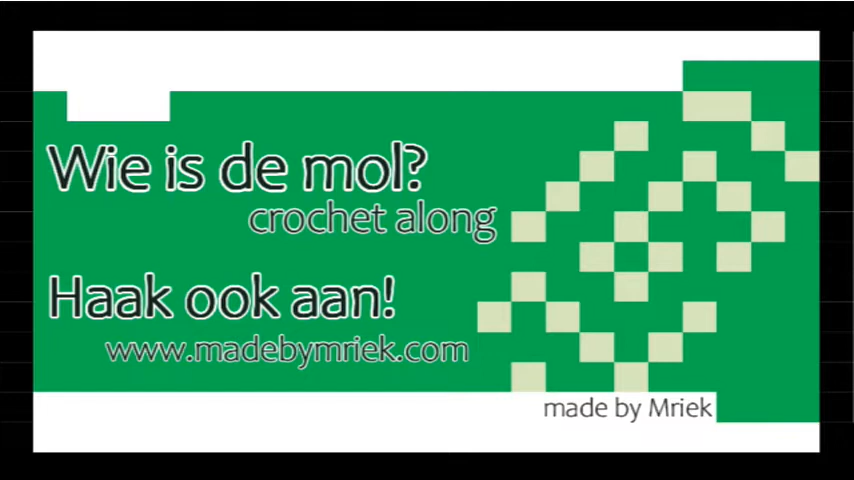 Wie is de mol?
crochet along
Haak ook aan!
www.madebymriek.com
made by Mriek